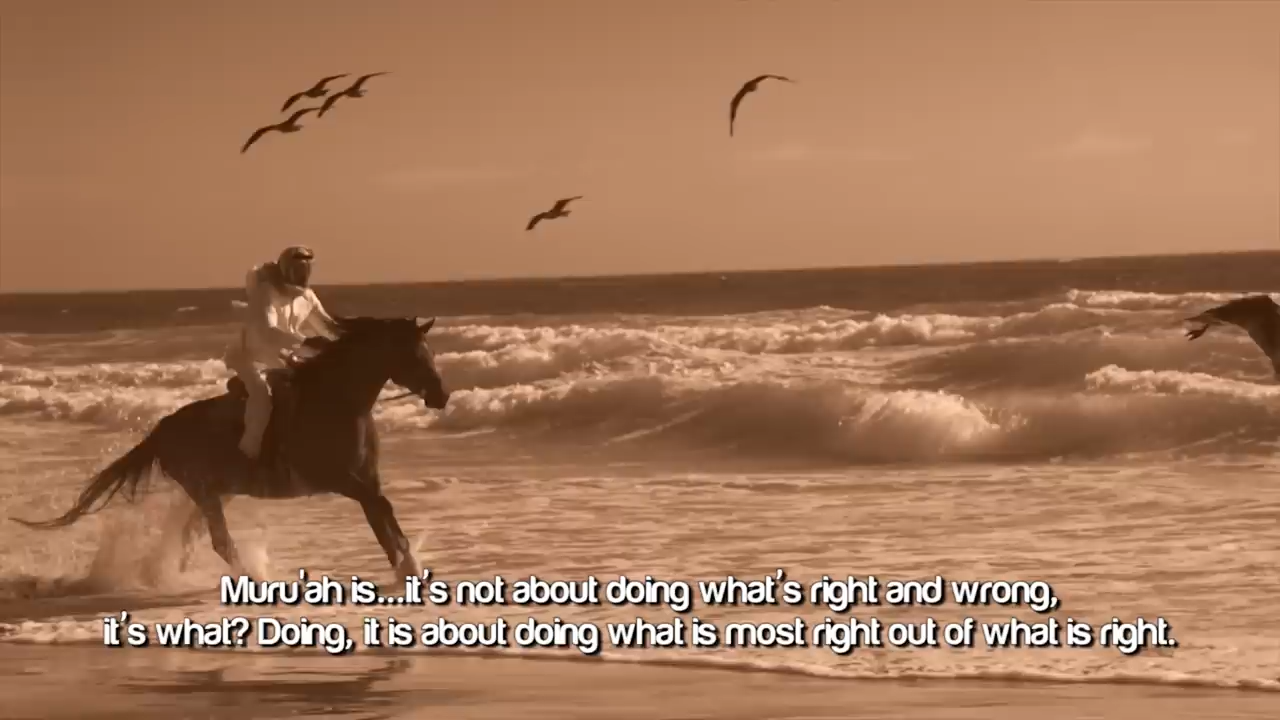 Muru'ah is...it's not about doing what's right and wrong,
it's what? Doing, it is about doing what is most right out of what is right.